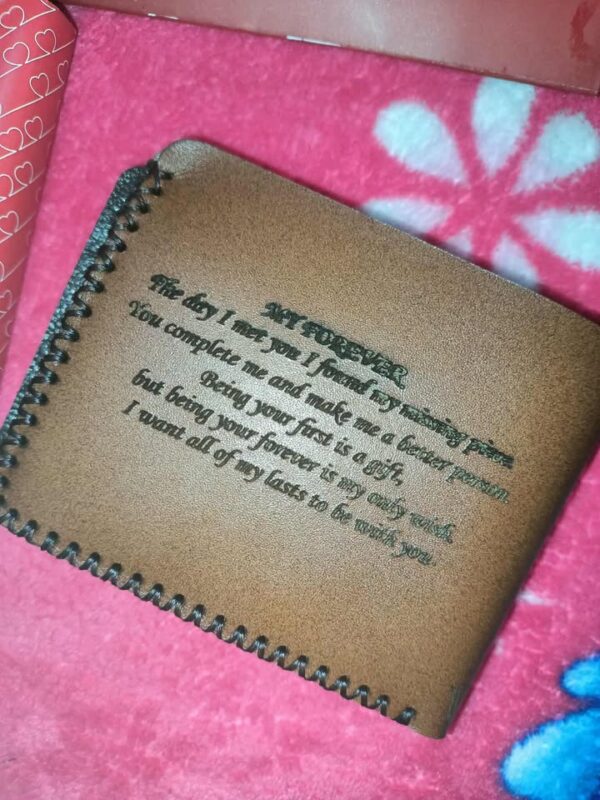 MY FOREVER
The day I met you I found my missing piece
You complete me and make me a better person.
Being your first is a gift,
but being your forever is my only wish.
I want all of my lasts to be with you.